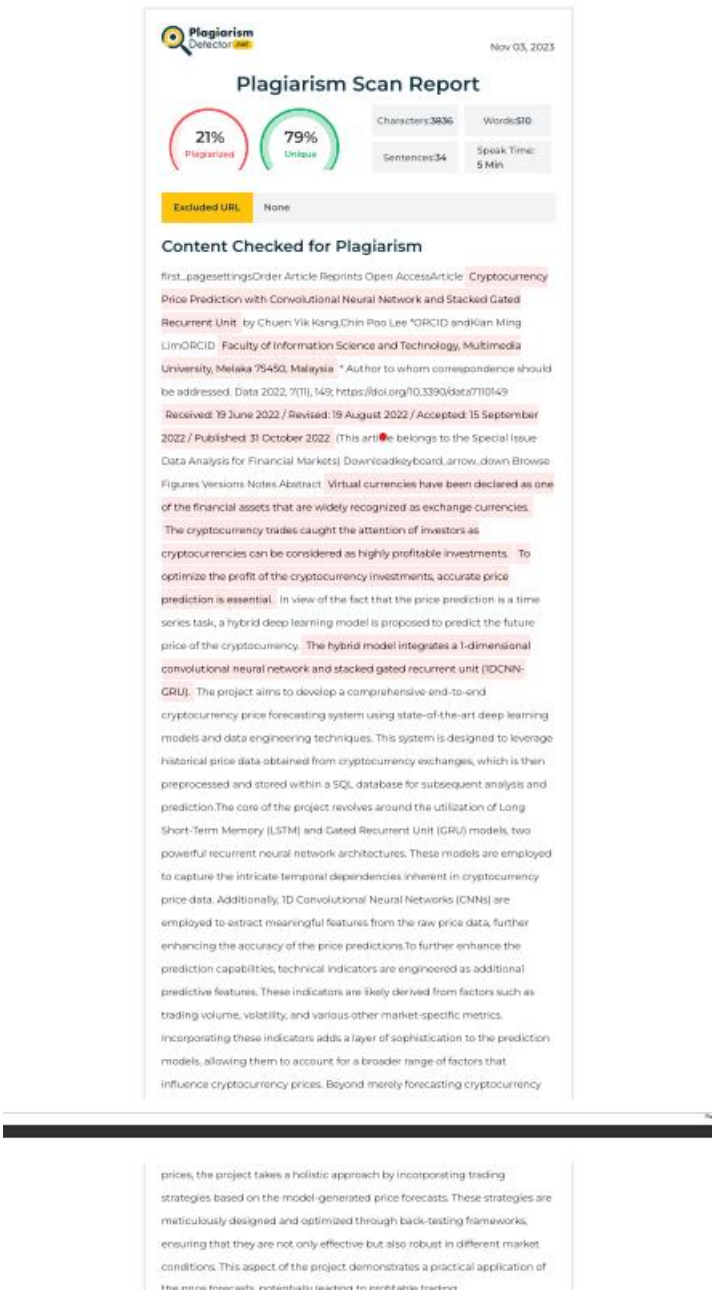 Plagiarism
Detector.net
Nov 03, 2023
Plagiarism Scan Report
21%
Plagiarized
79%
Unique
Characters:3836
Words:510
Sentences:34
Speak Time:
5 Min
Excluded URL None
Content Checked for Plagiarism
first_pagesettingsOrder Article Reprints Open AccessArticle Cryptocurrency
Price Prediction with Convolutional Neural Network and Stacked Gated
Recurrent Unit by Chuen Yik Kang,Chin Poo Lee *ORCID andKian Ming
LimORCID Faculty of Information Science and Technology, Multimedia
University, Melaka 75450, Malaysia * Author to whom correspondence should
be addressed. Data 2022, 7(11), 149; https://doi.org/10.3390/data7110149
Received: 19 June 2022 / Revised: 19 August 2022 / Accepted: 15 September
2022 / Published: 31 October 2022 (This article belongs to the Special Issue
Data Analysis for Financial Markets) Downloadkeyboard_arrow_down Browse
Figures Versions Notes Abstract Virtual currencies have been declared as one
of the financial assets that are widely recognized as exchange currencies.
The cryptocurrency trades caught the attention of investors as
cryptocurrencies can be considered as highly profitable investments. To
optimize the profit of the cryptocurrency investments, accurate price
prediction is essential. In view of the fact that the price prediction is a time
series task, a hybrid deep learning model is proposed to predict the future
price of the cryptocurrency. The hybrid model integrates a 1-dimensional
convolutional neural network and stacked gated recurrent unit (1DCNN-
GRU). The project aims to develop a comprehensive end-to-end
cryptocurrency price forecasting system using state-of-the-art deep learning
models and data engineering techniques. This system is designed to leverage
historical price data obtained from cryptocurrency exchanges, which is then
preprocessed and stored within a SQL database for subsequent analysis and
prediction.The core of the project revolves around the utilization of Long
Short-Term Memory (LSTM) and Gated Recurrent Unit (GRU) models, two
powerful recurrent neural network architectures. These models are employed
to capture the intricate temporal dependencies inherent in cryptocurrency
price data. Additionally, 1D Convolutional Neural Networks (CNNs) are
employed to extract meaningful features from the raw price data, further
enhancing the accuracy of the price predictions.To further enhance the
prediction capabilities, technical indicators are engineered as additional
predictive features. These indicators are likely derived from factors such as
trading volume, volatility, and various other market-specific metrics.
Incorporating these indicators adds a layer of sophistication to the prediction
models, allowing them to account for a broader range of factors that
influence cryptocurrency prices. Beyond merely forecasting cryptocurrency
prices, the project takes a holistic approach by incorporating trading
strategies based on the model-generated price forecasts. These strategies are
meticulously designed and optimized through back-testing frameworks,
ensuring that they are not only effective but also robust in different market
conditions. This aspect of the project demonstrates a practical application of
the price forecasts, potentially leading to profitable trading